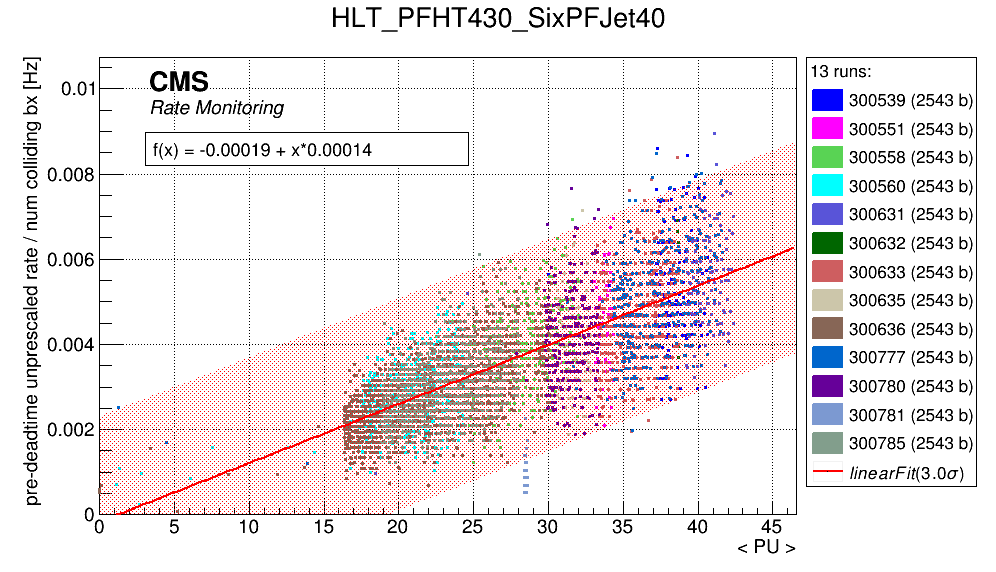 HLT_PFHT430_SixPFJet40
pre-deadtime unprescaled rate / num colliding bx [Hz]
CMS
Rate Monitoring
f(x) = -0.00019 + x*0.00014
0.01
0.008
0.006
0.004
0.002
0
0 5 10 15 20 25 30 35 40 45
< PU >
13 runs:
300539 (2543 b)
300551 (2543 b)
300558 (2543 b)
300560 (2543 b)
300631 (2543 b)
300632 (2543 b)
300633 (2543 b)
300635 (2543 b)
300636 (2543 b)
300777 (2543 b)
300780 (2543 b)
300781 (2543 b)
300785 (2543 b)
linearFit(3.0σ)